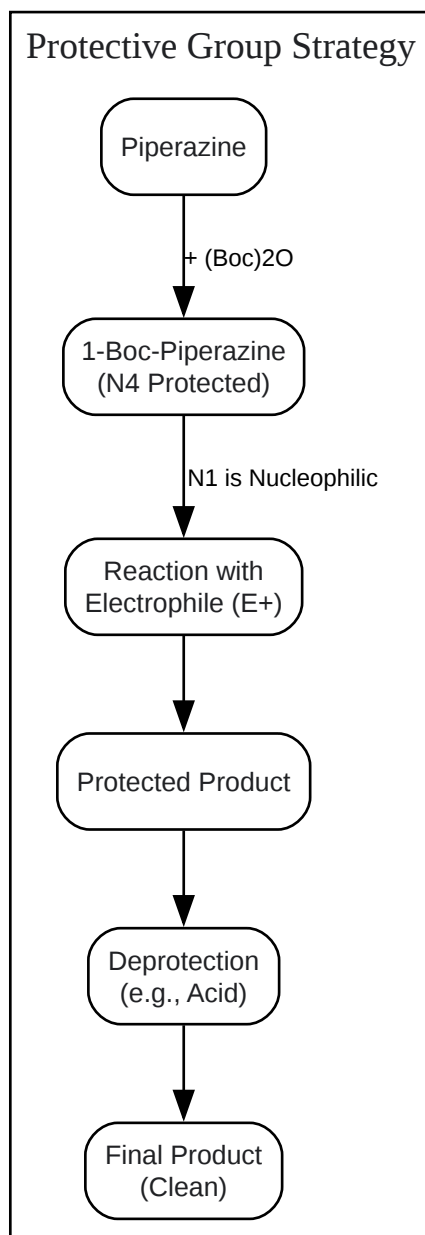 Protective Group Strategy
Piperazine
+ (Boc)2O
1-Boc-Piperazine
(N4 Protected)
N1 is Nucleophilic
Reaction with
Electrophile (E+)
Protected Product
Deprotection
(e.g., Acid)
Final Product
(Clean)